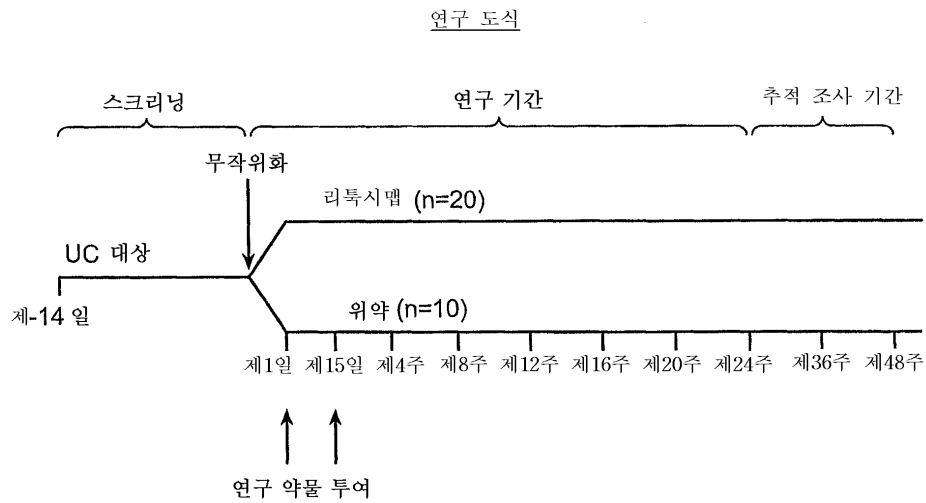 연구 도식
스크리닝
연구 기간
추적 조사 기간
무작위화
리툭시맵 (n=20)
UC 대상
제-14 일
위약 (n=10)
제1일 제15일 제4주 제8주 제12주 제16주 제20주 제24주 제36주 제48주
연구 약물 투여